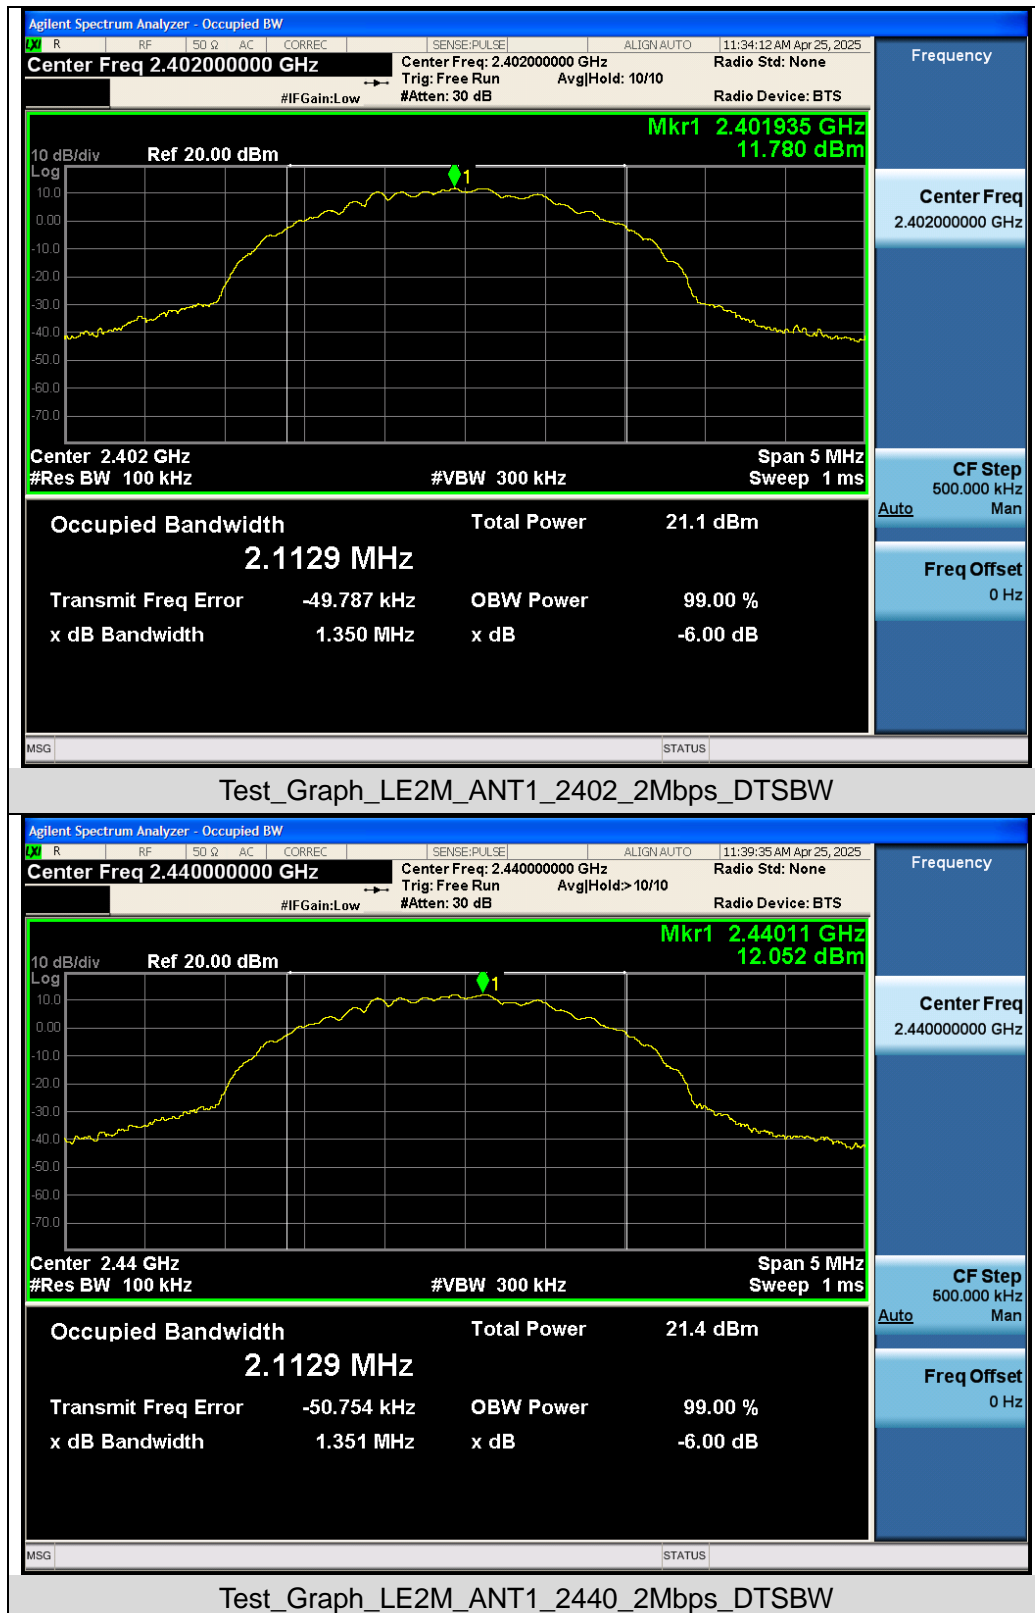 Agilent Spectrum Analyzer - Occupied BW
LXI R RF 50 Ω AC CORREC SENSE:PULSE ALIGN AUTO 11:34:12 AM Apr 25, 2025
Center Freq 2.402000000 GHz
Center Freq: 2.402000000 GHz
Radio Std: None
Trig: Free Run Avg|Hold: 10/10
#IFGain:Low #Atten: 30 dB Radio Device: BTS
Frequency
Mkr1 2.401935 GHz
11.780 dBm
10 dB/div Ref 20.00 dBm
Log
10.0
0.00
-10.0
-20.0
-30.0
-40.0
-50.0
-60.0
-70.0
1
Center Freq
2.402000000 GHz
Center 2.402 GHz Span 5 MHz
#Res BW 100 kHz #VBW 300 kHz Sweep 1 ms
CF Step
500.000 kHz
Auto Man
Occupied Bandwidth Total Power 21.1 dBm
2.1129 MHz
Freq Offset
0 Hz
Transmit Freq Error -49.787 kHz OBW Power 99.00 %
x dB Bandwidth 1.350 MHz x dB -6.00 dB
MSG STATUS
Test_Graph_LE2M_ANT1_2402_2Mbps_DTSBW
Agilent Spectrum Analyzer - Occupied BW
LXI R RF 50 Ω AC CORREC SENSE:PULSE ALIGN AUTO 11:39:35 AM Apr 25, 2025
Center Freq 2.440000000 GHz
Center Freq: 2.440000000 GHz
Radio Std: None
Trig: Free Run Avg|Hold:> 10/10
#IFGain:Low #Atten: 30 dB Radio Device: BTS
Frequency
Mkr1 2.44011 GHz
12.052 dBm
10 dB/div Ref 20.00 dBm
Log
10.0
0.00
-10.0
-20.0
-30.0
-40.0
-50.0
-60.0
-70.0
1
Center Freq
2.440000000 GHz
Center 2.44 GHz Span 5 MHz
#Res BW 100 kHz #VBW 300 kHz Sweep 1 ms
CF Step
500.000 kHz
Auto Man
Occupied Bandwidth Total Power 21.4 dBm
2.1129 MHz
Freq Offset
0 Hz
Transmit Freq Error -50.754 kHz OBW Power 99.00 %
x dB Bandwidth 1.351 MHz x dB -6.00 dB
MSG STATUS
Test_Graph_LE2M_ANT1_2440_2Mbps_DTSBW